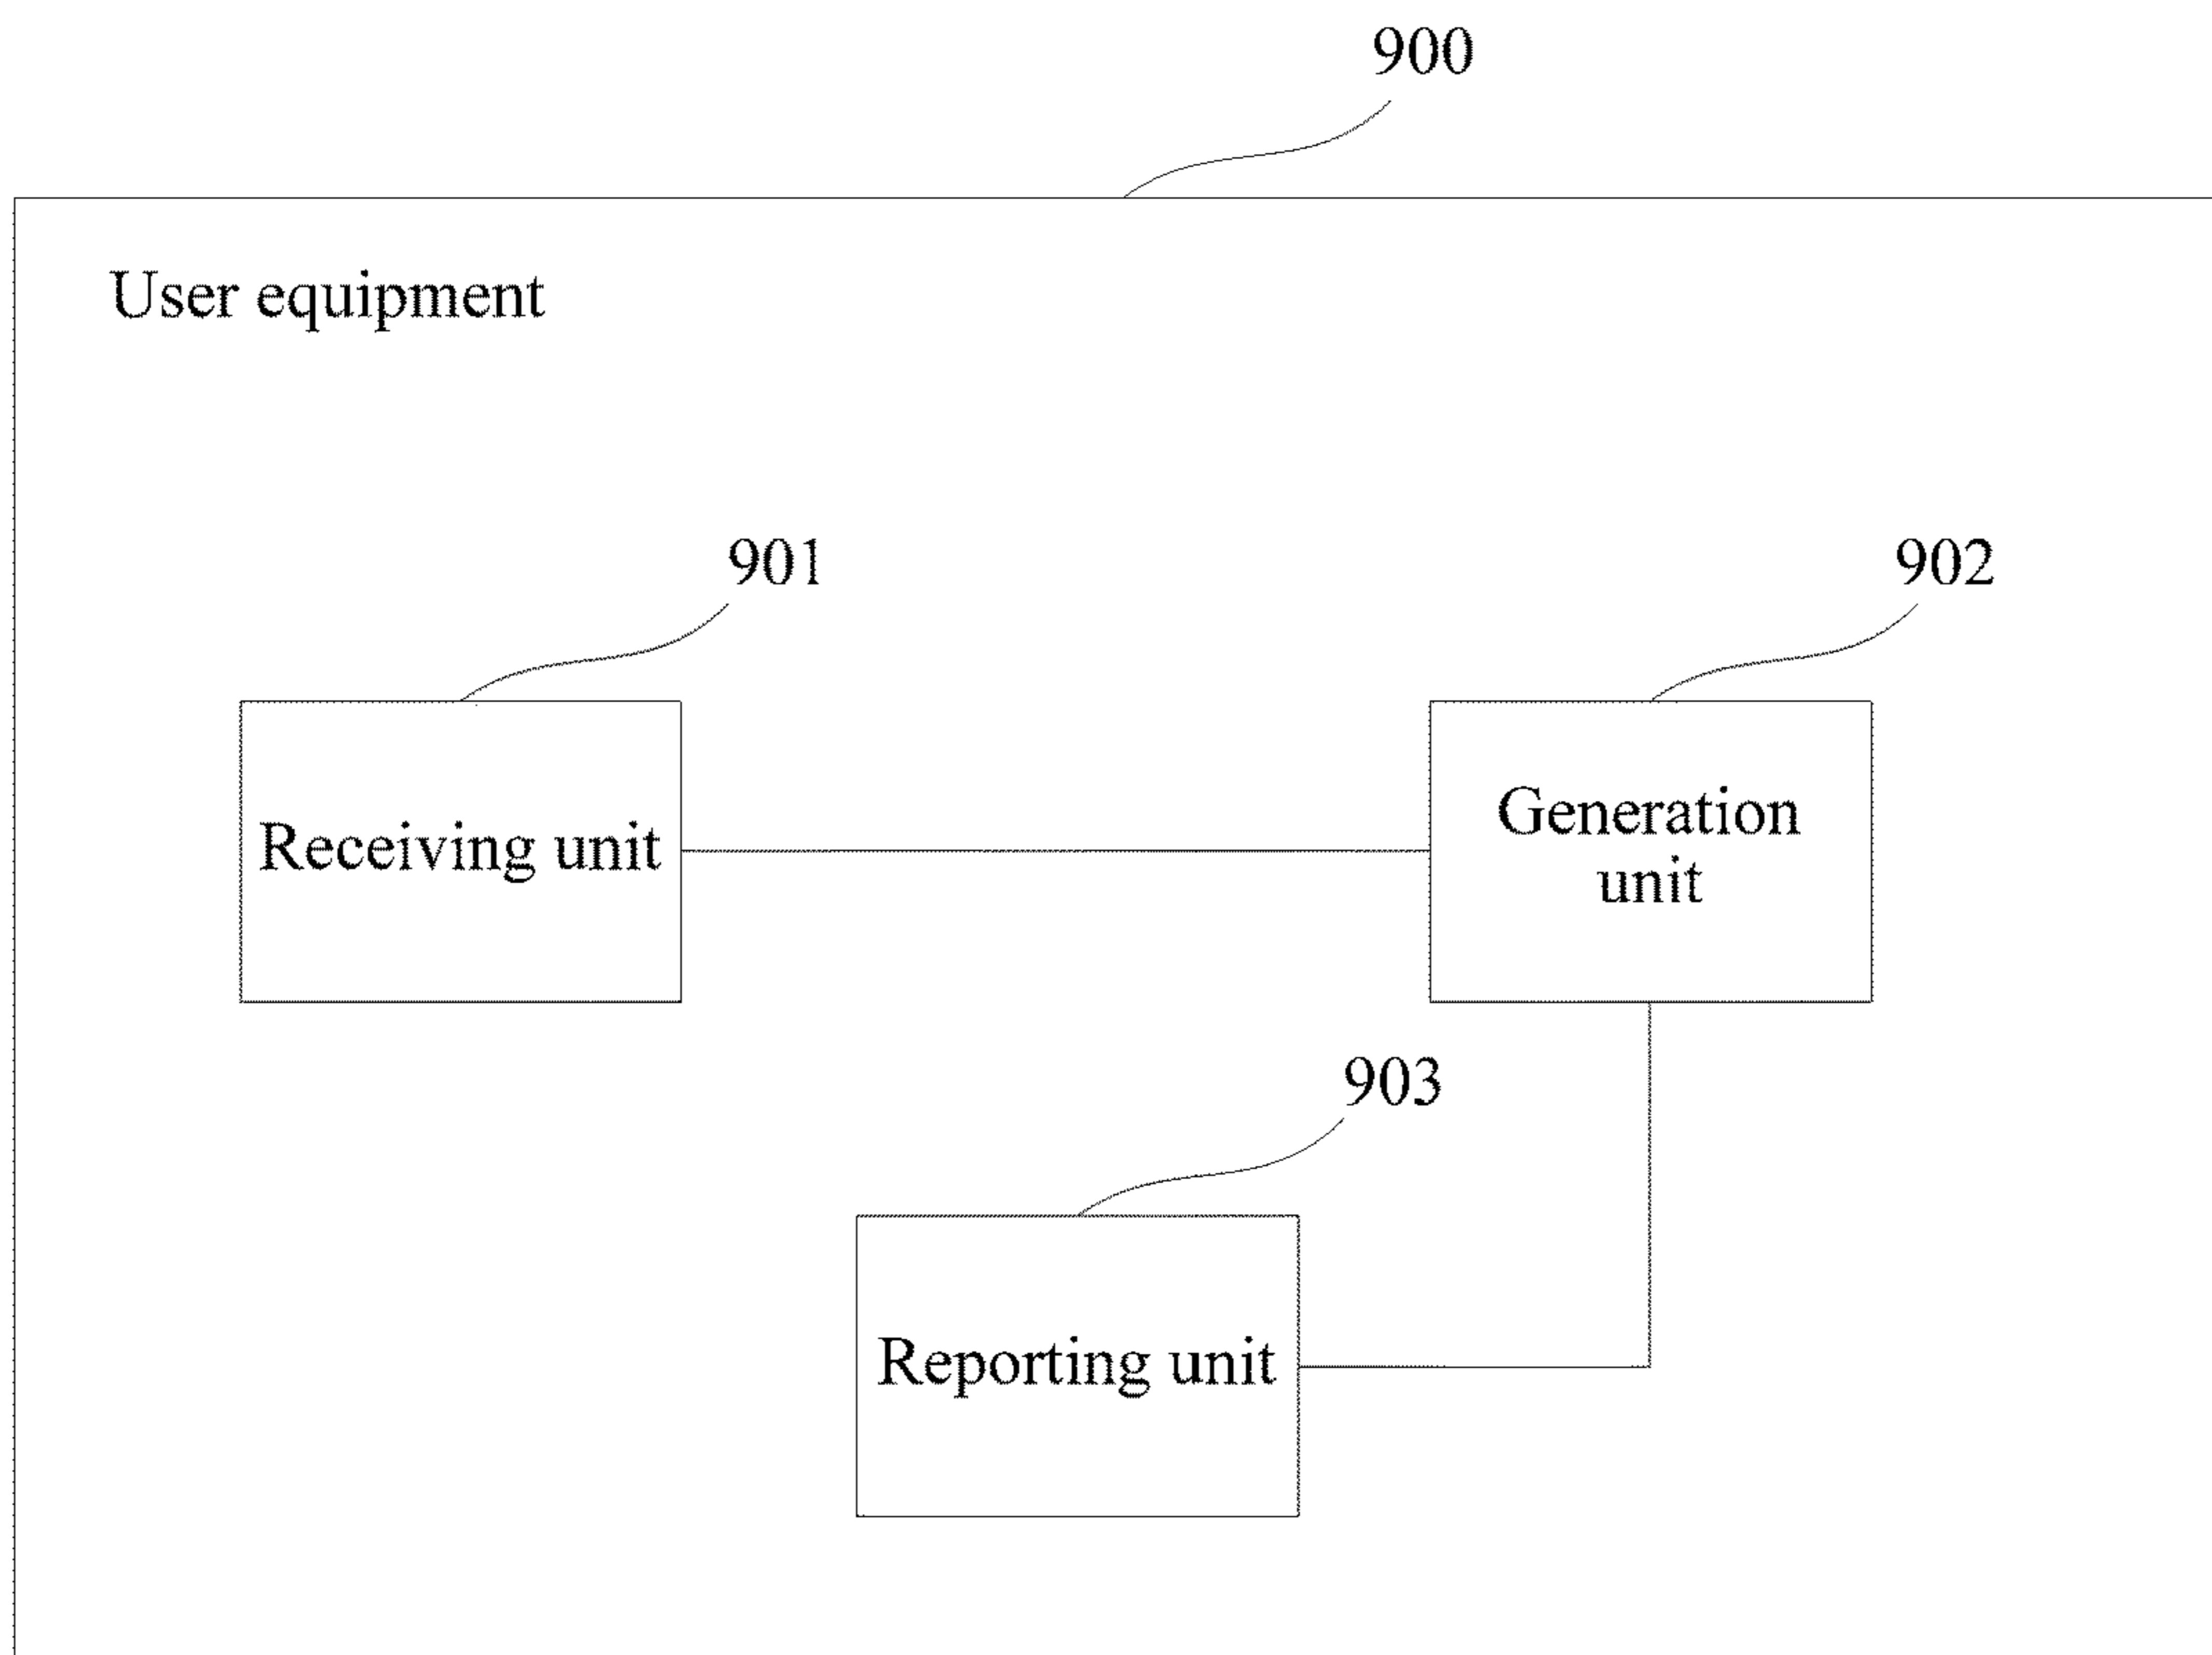 900
User equipment
901
902
Receiving unit
Generation
unit
903
Reporting unit